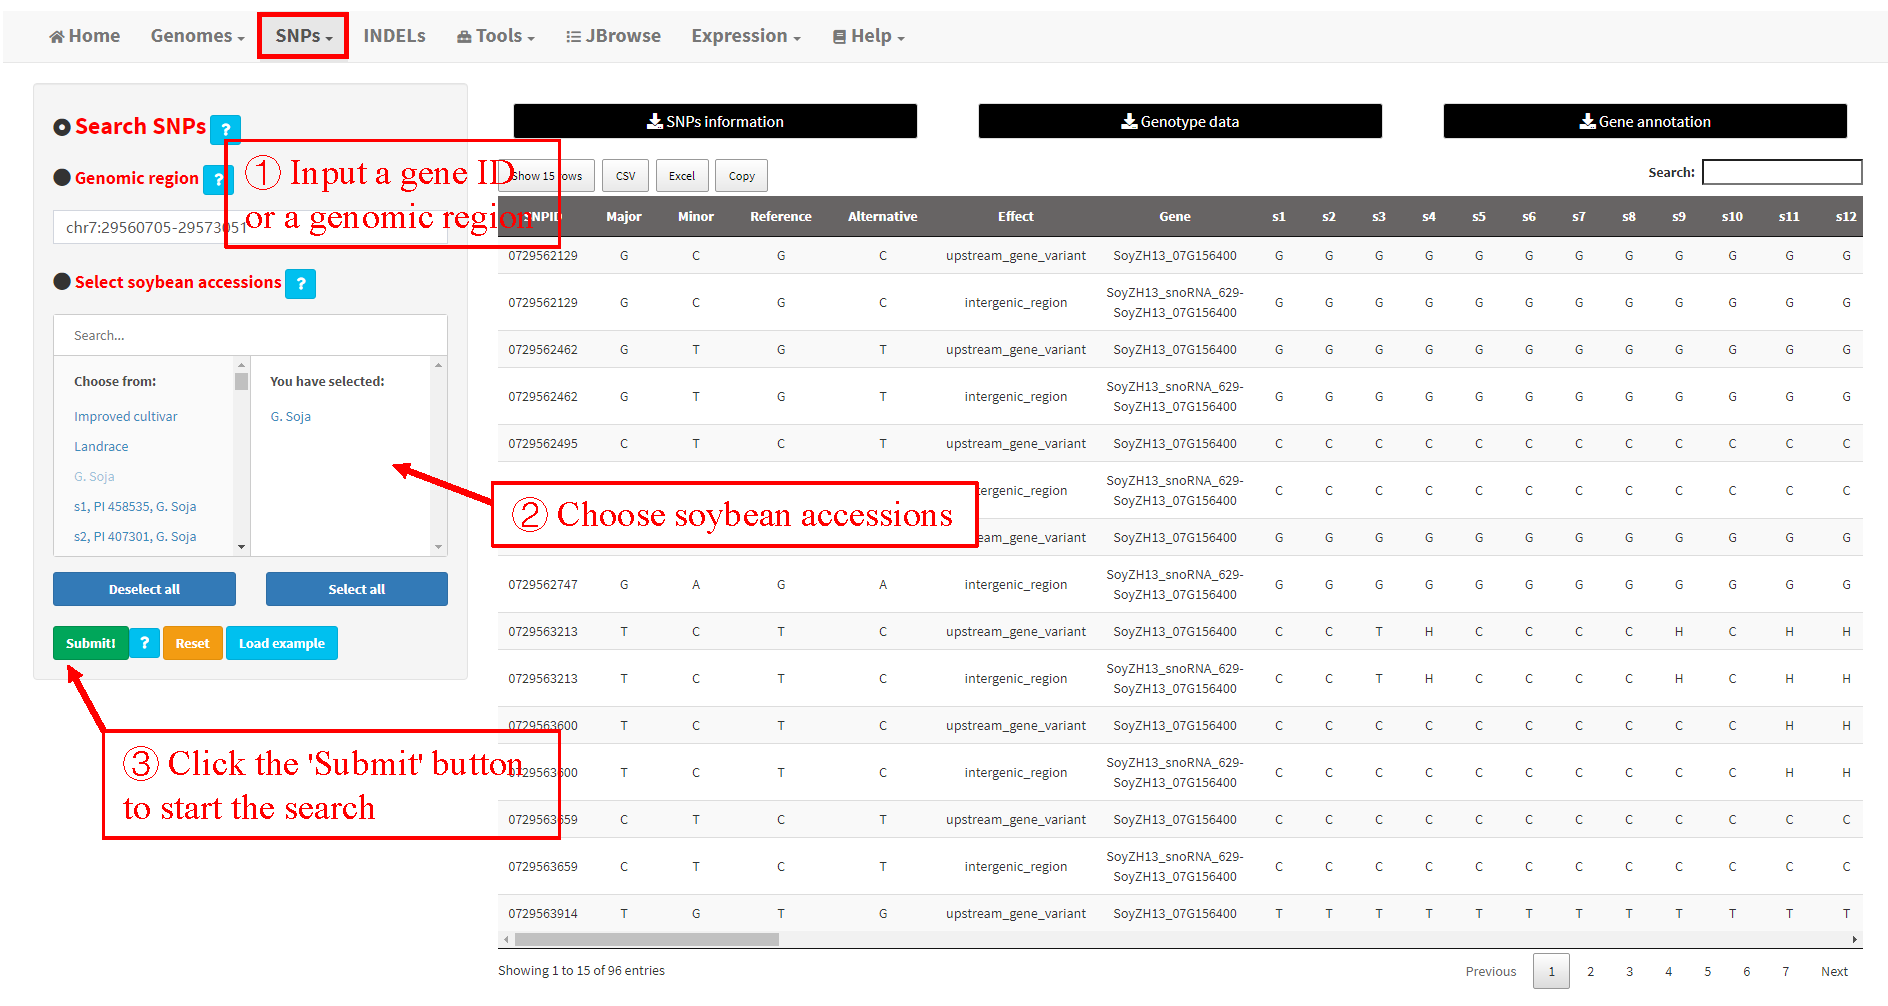 Home Genomes SNPs INDELs Tools JBrowse Expression Help
Search SNPs ?
Genomic region ?
chr7:29560705-29573051
① Input a gene ID
or a genomic region
Select soybean accessions ?
Search...
Choose from:
Improved cultivar
Landrace
G. Soja
s1, PI 458535, G. Soja
s2, PI 407301, G. Soja
You have selected:
G. Soja
② Choose soybean accessions
Deselect all Select all
Submit! ? Reset Load example
③ Click the 'Submit' button
to start the search
SNPs information Genotype data Gene annotation
Show 15 rows CSV Excel Copy Search:
SNPID Major Minor Reference Alternative Effect Gene s1 s2 s3 s4 s5 s6 s7 s8 s9 s10 s11 s12
0729562129 G C G C upstream_gene_variant SoyZH13_07G156400 G G G G G G G G G G G G
0729562129 G C G C intergenic_region SoyZH13_snoRNA_629-
SoyZH13_07G156400 G G G G G G G G G G G G
0729562462 G T G T upstream_gene_variant SoyZH13_07G156400 G G G G G G G G G G G G
0729562462 G T G T intergenic_region SoyZH13_snoRNA_629-
SoyZH13_07G156400 G G G G G G G G G G G G
0729562495 C T C T upstream_gene_variant SoyZH13_07G156400 C C C C C C C C C C C C
tergenic_region SoyZH13_snoRNA_629-
SoyZH13_07G156400 C C C C C C C C C C C C
ream_gene_variant SoyZH13_07G156400 G G G G G G G G G G G G
0729562747 G A G A intergenic_region SoyZH13_snoRNA_629-
SoyZH13_07G156400 G G G G G G G G G G G G
0729563213 T C T C upstream_gene_variant SoyZH13_07G156400 C C T H C C C C H C H H
0729563213 T C T C intergenic_region SoyZH13_snoRNA_629-
SoyZH13_07G156400 C C T H C C C C H C H H
0729563600 T C T C upstream_gene_variant SoyZH13_07G156400 C C C C C C C C C C H H
0729563600 T C T C intergenic_region SoyZH13_snoRNA_629-
SoyZH13_07G156400 C C C C C C C C C C H H
0729563659 C T C T upstream_gene_variant SoyZH13_07G156400 C C C C C C C C C C C C
0729563659 C T C T intergenic_region SoyZH13_snoRNA_629-
SoyZH13_07G156400 C C C C C C C C C C C C
0729563914 T G T G upstream_gene_variant SoyZH13_07G156400 T T T T T T T T T T T T
Showing 1 to 15 of 96 entries
Previous 1 2 3 4 5 6 7 Next